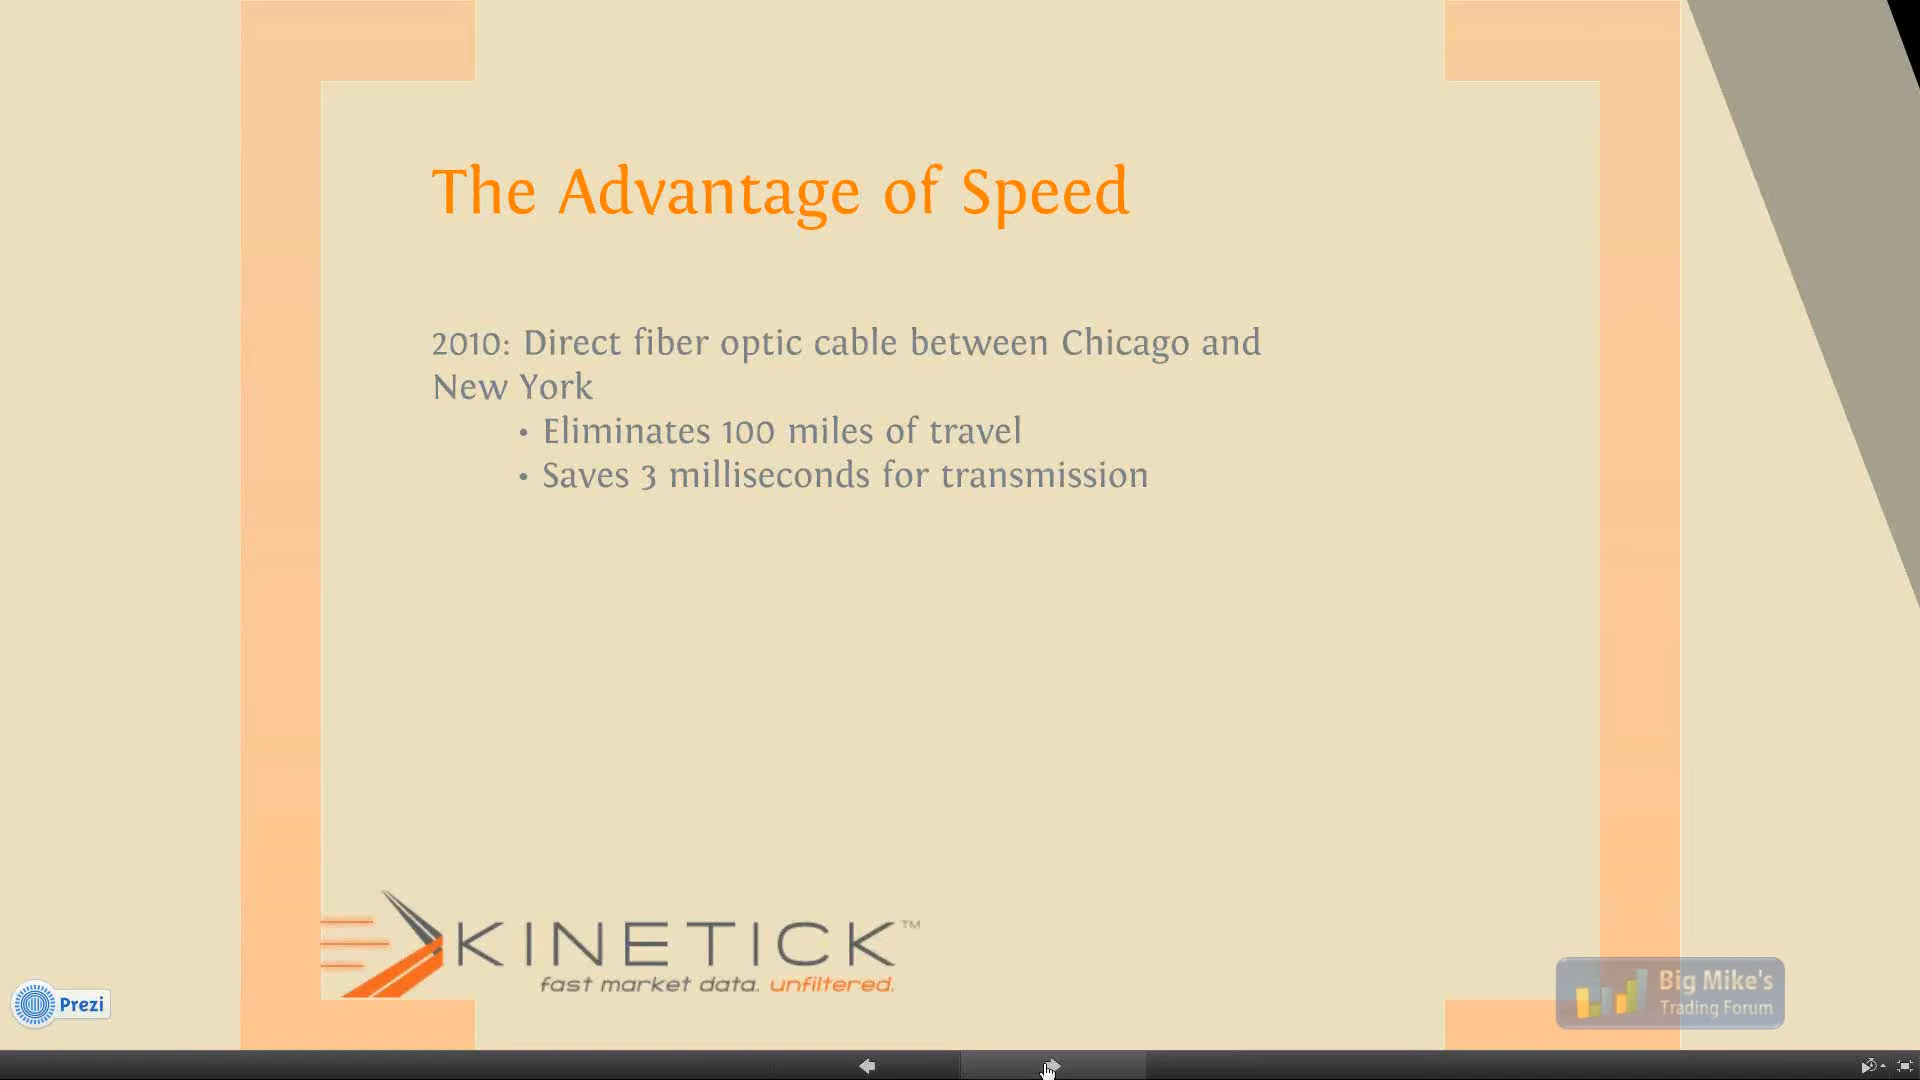 The Advantage of Speed
2010: Direct fiber optic cable between Chicago and
New York
• Eliminates 100 miles of travel
• Saves 3 milliseconds for transmission
KINETICK™
fast market data. unfiltered.
Prezi
Big Mike's
Trading Forum